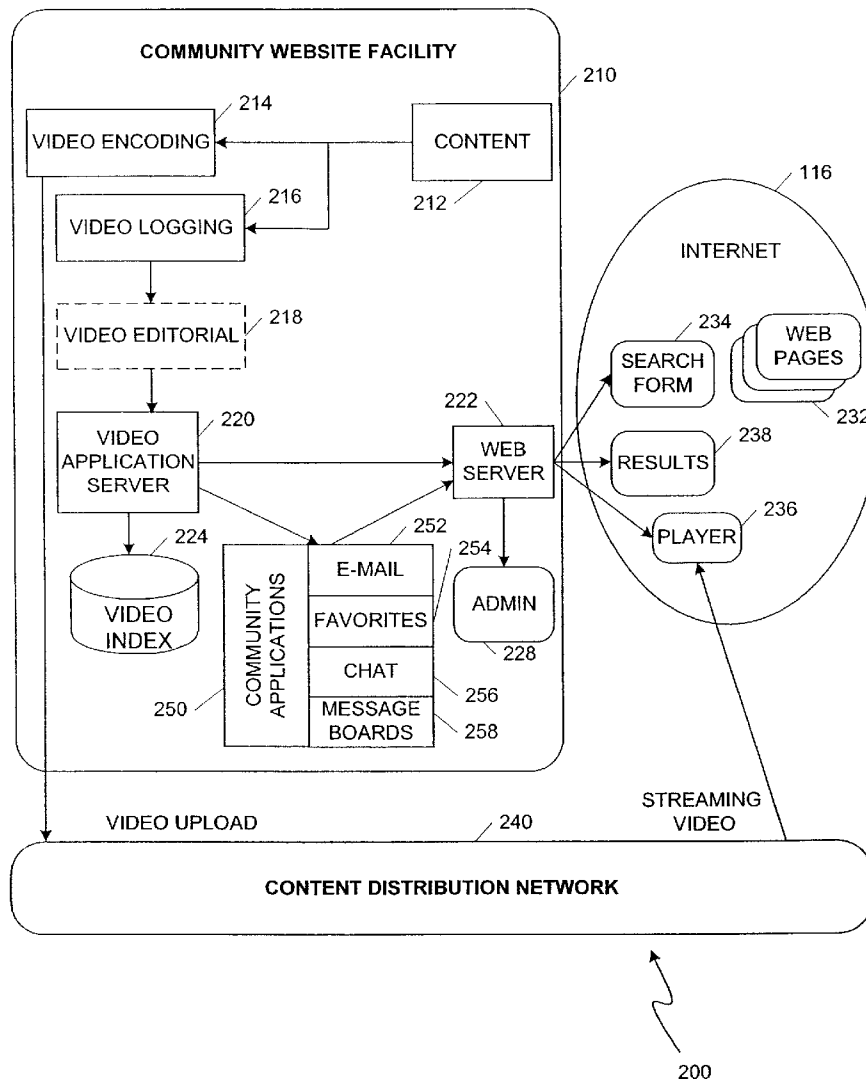 COMMUNITY WEBSITE FACILITY
210
214
VIDEO ENCODING
CONTENT
212
216
VIDEO LOGGING
116
INTERNET
VIDEO EDITORIAL
218
234
SEARCH
FORM
WEB
PAGES
232
220
VIDEO
APPLICATION
SERVER
222
WEB
SERVER
238
RESULTS
236
PLAYER
224
VIDEO
INDEX
252
254
COMMUNITY
APPLICATIONS
E-MAIL
FAVORITES
CHAT
MESSAGE
BOARDS
250
256
258
ADMIN
228
VIDEO UPLOAD
240
STREAMING
VIDEO
CONTENT DISTRIBUTION NETWORK
200